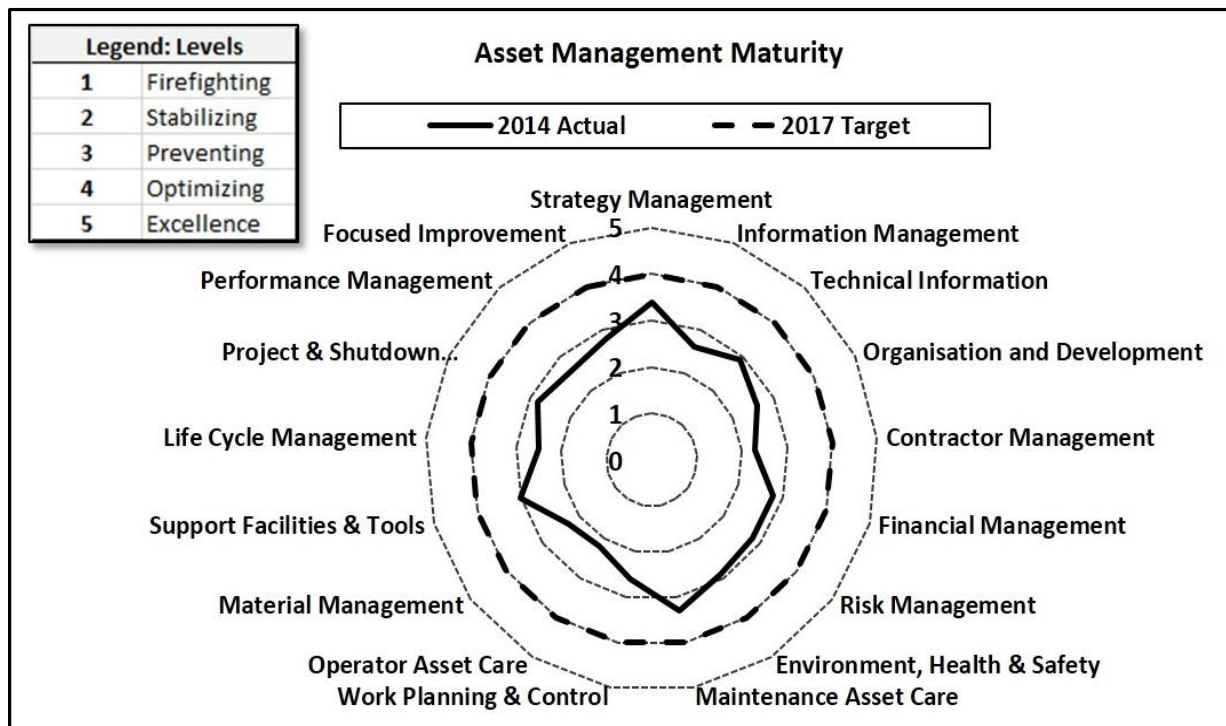 Legend: Levels
1 Firefighting
2 Stabilizing
3 Preventing
4 Optimizing
5 Excellence
Asset Management Maturity
2014 Actual 2017 Target
Strategy Management
Focused Improvement 5 Information Management
Performance Management 4 Technical Information
3
Project & Shutdown... Organisation and Development
2
1
Life Cycle Management Contractor Management
0
Support Facilities & Tools Financial Management
Material Management Risk Management
Operator Asset Care Environment, Health & Safety
Work Planning & Control Maintenance Asset Care